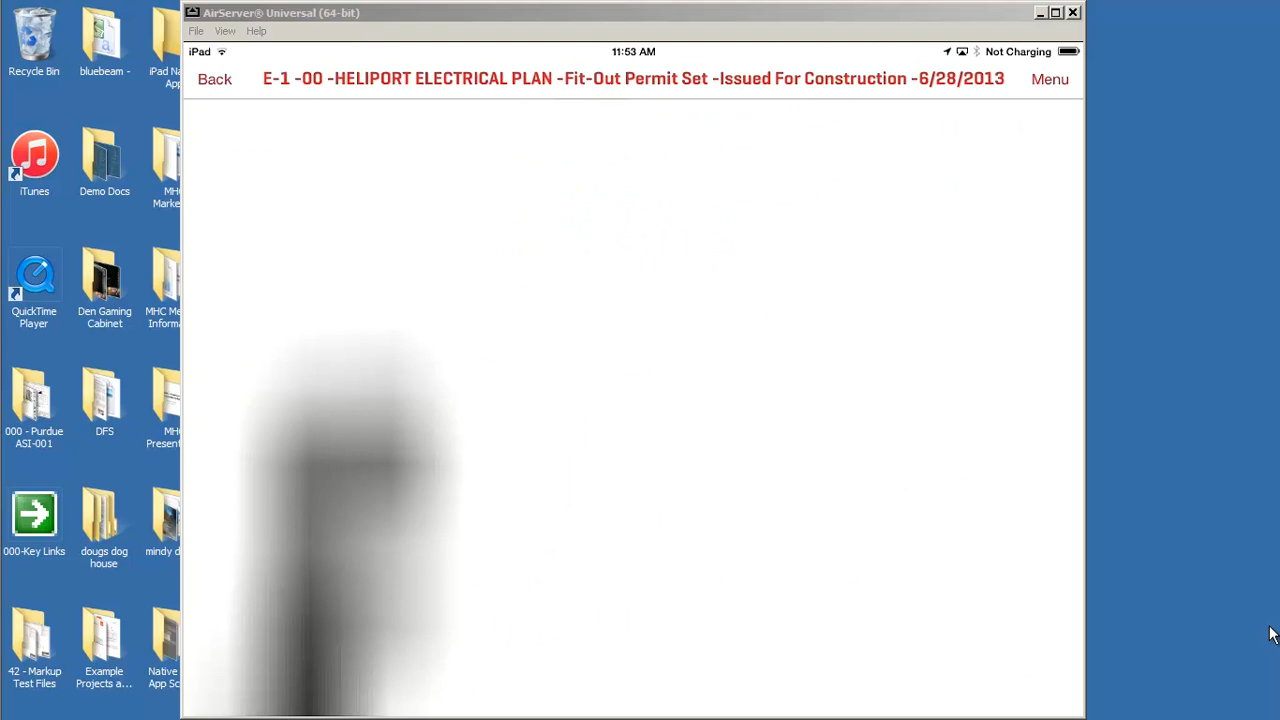 AirServer® Universal (64-bit)
File View Help
iPad
11:53 AM
Not Charging
Back
E-1 -00 -HELIPORT ELECTRICAL PLAN -Fit-Out Permit Set -Issued For Construction -6/28/2013
Menu
Recycle Bin
bluebeam -
iPad Na
App
iTunes
Demo Docs
MHC
Marke
QuickTime
Player
Den Gaming
Cabinet
MHC Me
Informa
000 - Purdue
ASI-001
DFS
MHC
Present
000-Key Links
dougs dog
house
mindy d
42 - Markup
Test Files
Example
Projects a...
Native
App Sc